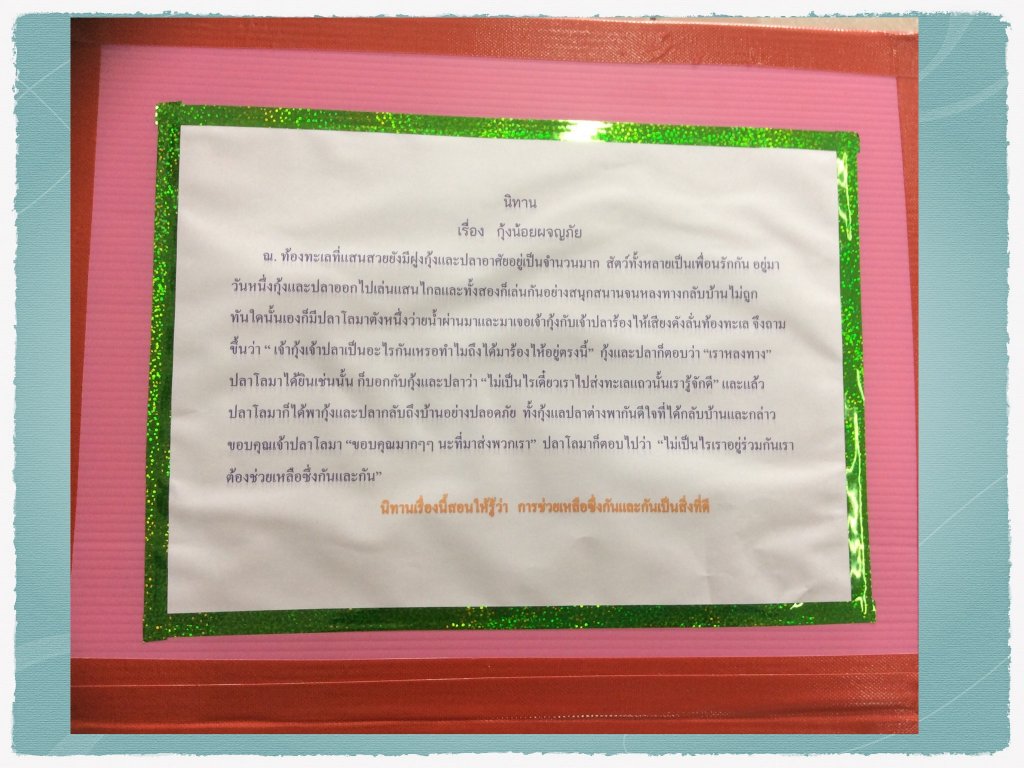 นิทาน
เรื่อง กุ้งน้อยผจญภัย
ณ. ท้องทะเลที่แสนสวยยังมีฝูงกุ้งและปลาอาศัยอยู่เป็นจำนวนมาก สัตว์ทั้งหลายเป็นเพื่อนรักกัน อยู่มา
วันหนึ่งกุ้งและปลาออกไปเล่นแสนไกลและทั้งสองก็เล่นกันอย่างสนุกสนานจนหลงทางกลับบ้านไม่ถูก
ทันใดนั้นเองก็มีปลาโลมาตังหนึ่งว่ายน้ำผ่านมาและมาเจอเจ้ากุ้งกับเจ้าปลาร้องไห้เสียงดังลั่นท้องทะเล จึงถาม
ขึ้นว่า “ เจ้ากุ้งเจ้าปลาเป็นอะไรกันเหรอทำไมถึงได้มาร้องไห้อยู่ตรงนี้” กุ้งและปลาก็ตอบว่า “เราหลงทาง”
ปลาโลมาได้ยินเช่นนั้น ก็บอกกับกุ้งและปลาว่า “ไม่เป็นไรเดี๋ยวเราไปส่งทะเลแถวนั้นเรารู้จักดี” และแล้ว
ปลาโลมาก็ได้พากุ้งและปลากลับถึงบ้านอย่างปลอดภัย ทั้งกุ้งแลปลาต่างพากันดีใจที่ได้กลับบ้านและกล่าว
ขอบคุณเจ้าปลาโลมา “ขอบคุณมากๆๆ นะที่มาส่งพวกเรา” ปลาโลมาก็ตอบไปว่า “ไม่เป็นไรเราอยู่ร่วมกันเรา
ต้องช่วยเหลือซึ่งกันและกัน”
นิทานเรื่องนี้สอนให้รู้ว่า การช่วยเหลือซึ่งกันและกันเป็นสิ่งที่ดี